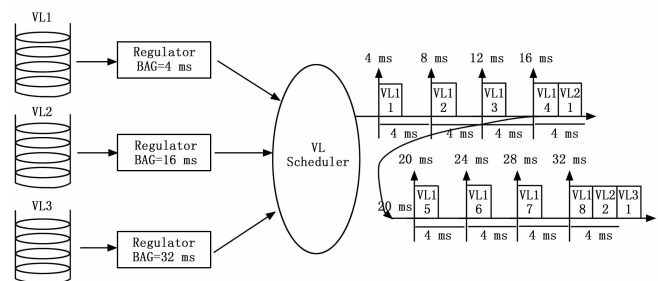 VL1
Regulator
BAG=4 ms
VL2
Regulator
BAG=16 ms
VL3
Regulator
BAG=32 ms
VL
Scheduler
4 ms 8 ms 12 ms 16 ms
VL1 VL1 VL1 VL1 VL2
1 2 3 4 1
4 ms 4 ms 4 ms 4 ms
20 ms 24 ms 28 ms 32 ms
20 ms
VL1 VL1 VL1 VL1 VL2 VL3
5 6 7 8 2 1
4 ms 4 ms 4 ms 4 ms